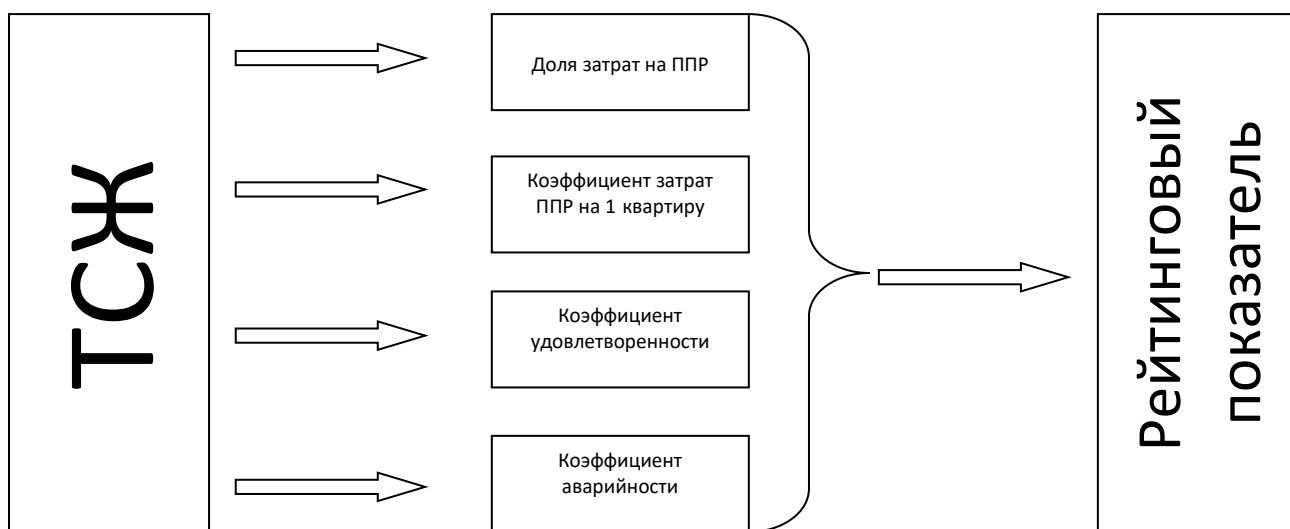 ТСЖ
Доля затрат на ППР
Коэффициент затрат
ППР на 1 квартиру
Коэффициент
удовлетворенности
Коэффициент
аварийности
Рейтинговый
показатель